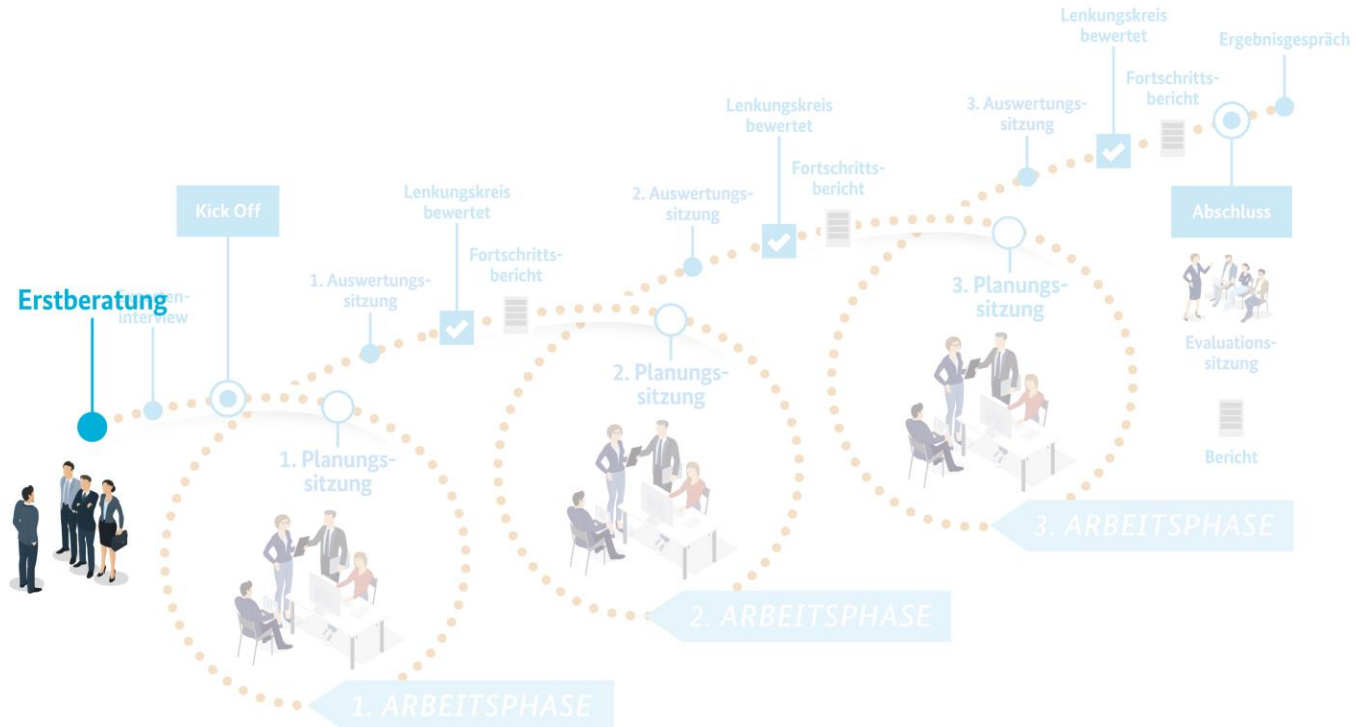 Erstberatung
Experten-
interview
Kick Off
1. Planungs-
sitzung
1. ARBEITSPHASE
1. Auswertungs-
sitzung
Lenkungskreis
bewertet
Fortschritts-
bericht
2. Planungs-
sitzung
2. ARBEITSPHASE
2. Auswertungs-
sitzung
Lenkungskreis
bewertet
Fortschritts-
bericht
3. Planungs-
sitzung
3. ARBEITSPHASE
3. Auswertungs-
sitzung
Lenkungskreis
bewertet
Fortschritts-
bericht
Abschluss
Evaluations-
sitzung
Bericht
Ergebnisgespräch